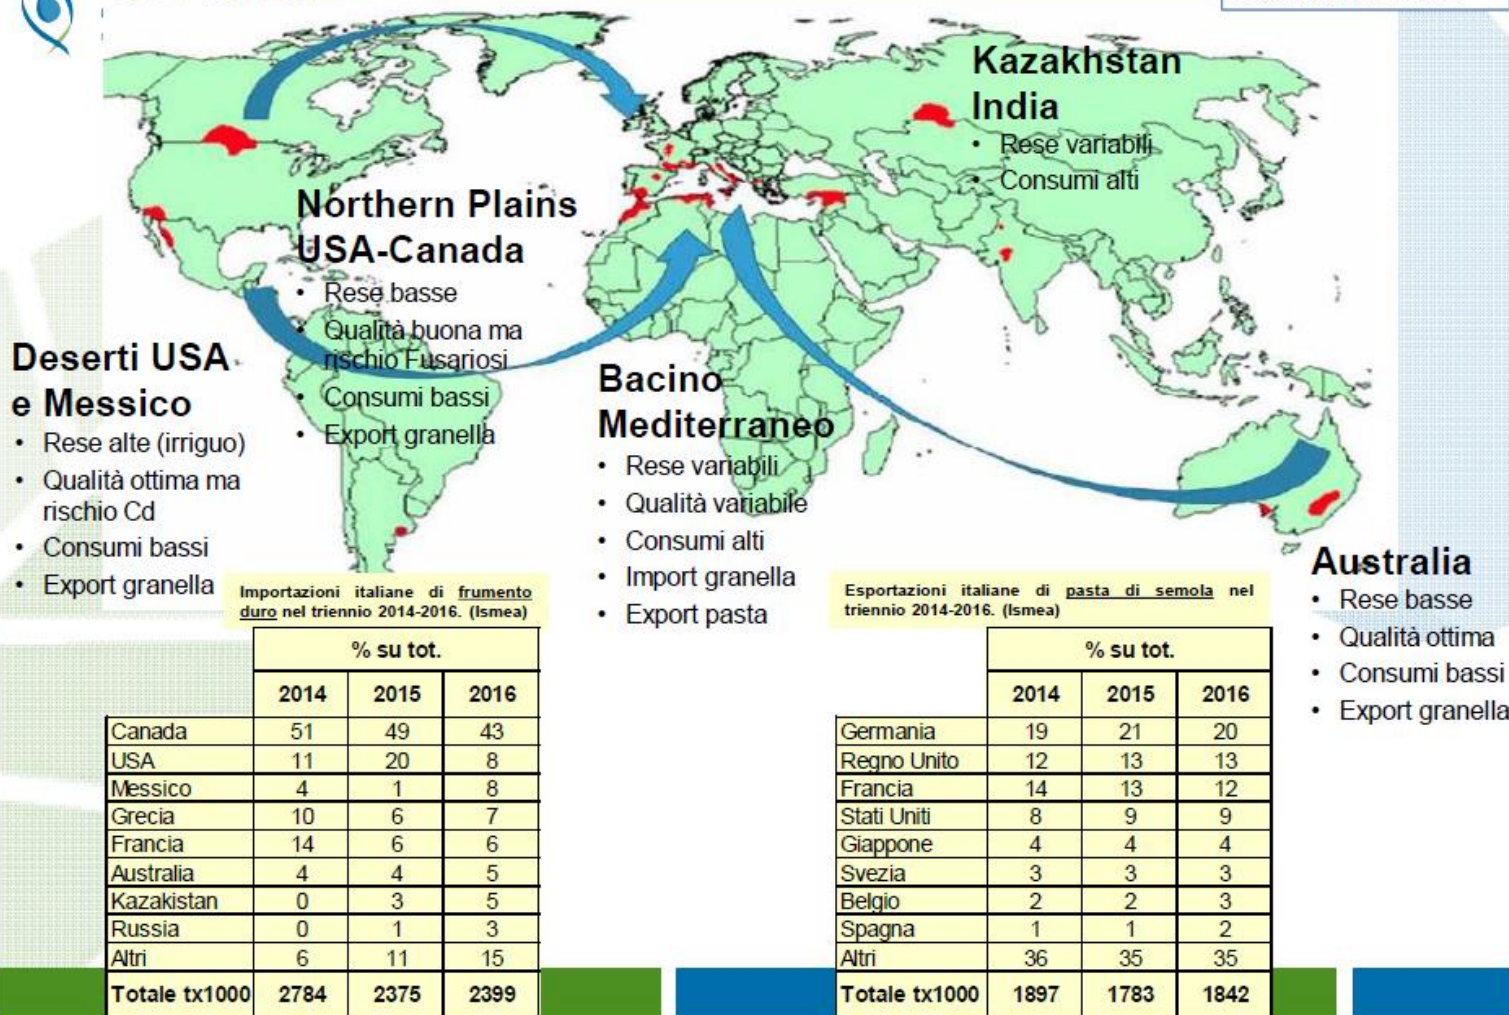 Kazakhstan
India
• Rese variabili
• Consumi alti
Northern Plains
USA-Canada
• Rese basse
• Qualità buona ma
rischio Fusariosi
• Consumi bassi
• Export granella
Deserti USA
e Messico
• Rese alte (irriguo)
• Qualità ottima ma
rischio Cd
• Consumi bassi
• Export granella
Bacino
Mediterraneo
• Rese variabili
• Qualità variabile
• Consumi alti
• Import granella
• Export pasta
Australia
• Rese basse
• Qualità ottima
• Consumi bassi
• Export granella
Importazioni italiane di frumento
duro nel triennio 2014-2016. (Ismea)
% su tot.
2014 2015 2016
Canada 51 49 43
USA 11 20 8
Messico 4 1 8
Grecia 10 6 7
Francia 14 6 6
Australia 4 4 5
Kazakistan 0 3 5
Russia 0 1 3
Altri 6 11 15
Totale tx1000 2784 2375 2399
Esportazioni italiane di pasta di semola nel
triennio 2014-2016. (Ismea)
% su tot.
2014 2015 2016
Germania 19 21 20
Regno Unito 12 13 13
Francia 14 13 12
Stati Uniti 8 9 9
Giappone 4 4 4
Svezia 3 3 3
Belgio 2 2 3
Spagna 1 1 2
Altri 36 35 35
Totale tx1000 1897 1783 1842